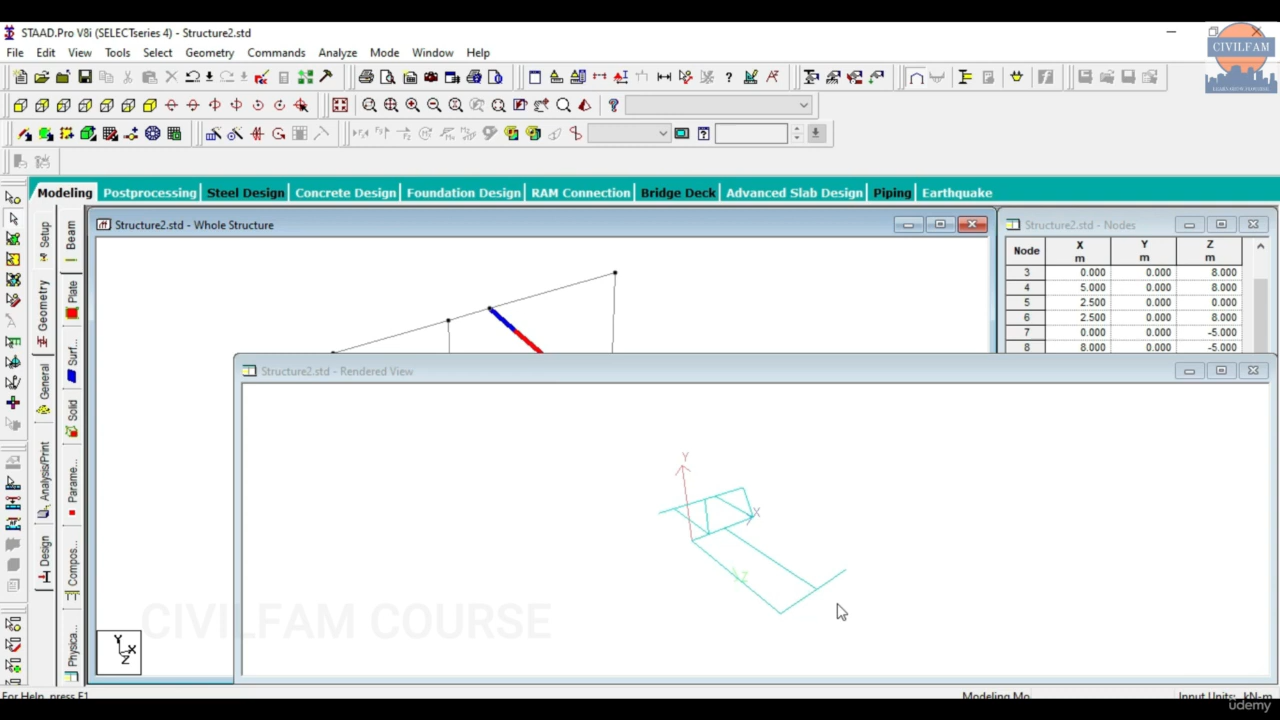 STAAD.Pro V8i (SELECTseries 4) - Structure2.std
File Edit View Tools Select Geometry Commands Analyze Mode Window Help
CIVILFAM
Modeling Postprocessing Steel Design Concrete Design Foundation Design RAM Connection Bridge Deck Advanced Slab Design Piping Earthquake
Setup
Geometry
General
Analysis/Print
Design
Beam
Plate
Surf...
Solid
Parame...
Compos...
Physica...
Structure2.std - Whole Structure
Structure2.std - Nodes
Node X Y Z
m m m
3 0.000 0.000 8.000
4 5.000 0.000 8.000
5 2.500 0.000 0.000
6 2.500 0.000 8.000
7 0.000 0.000 -5.000
8 8.000 0.000 -5.000
Structure2.std - Rendered View
Y
X
Z
CIVILFAM COURSE
Y
X
Z
For Help, press F1
Modeling Mo
Input Units: kN-m
udemy